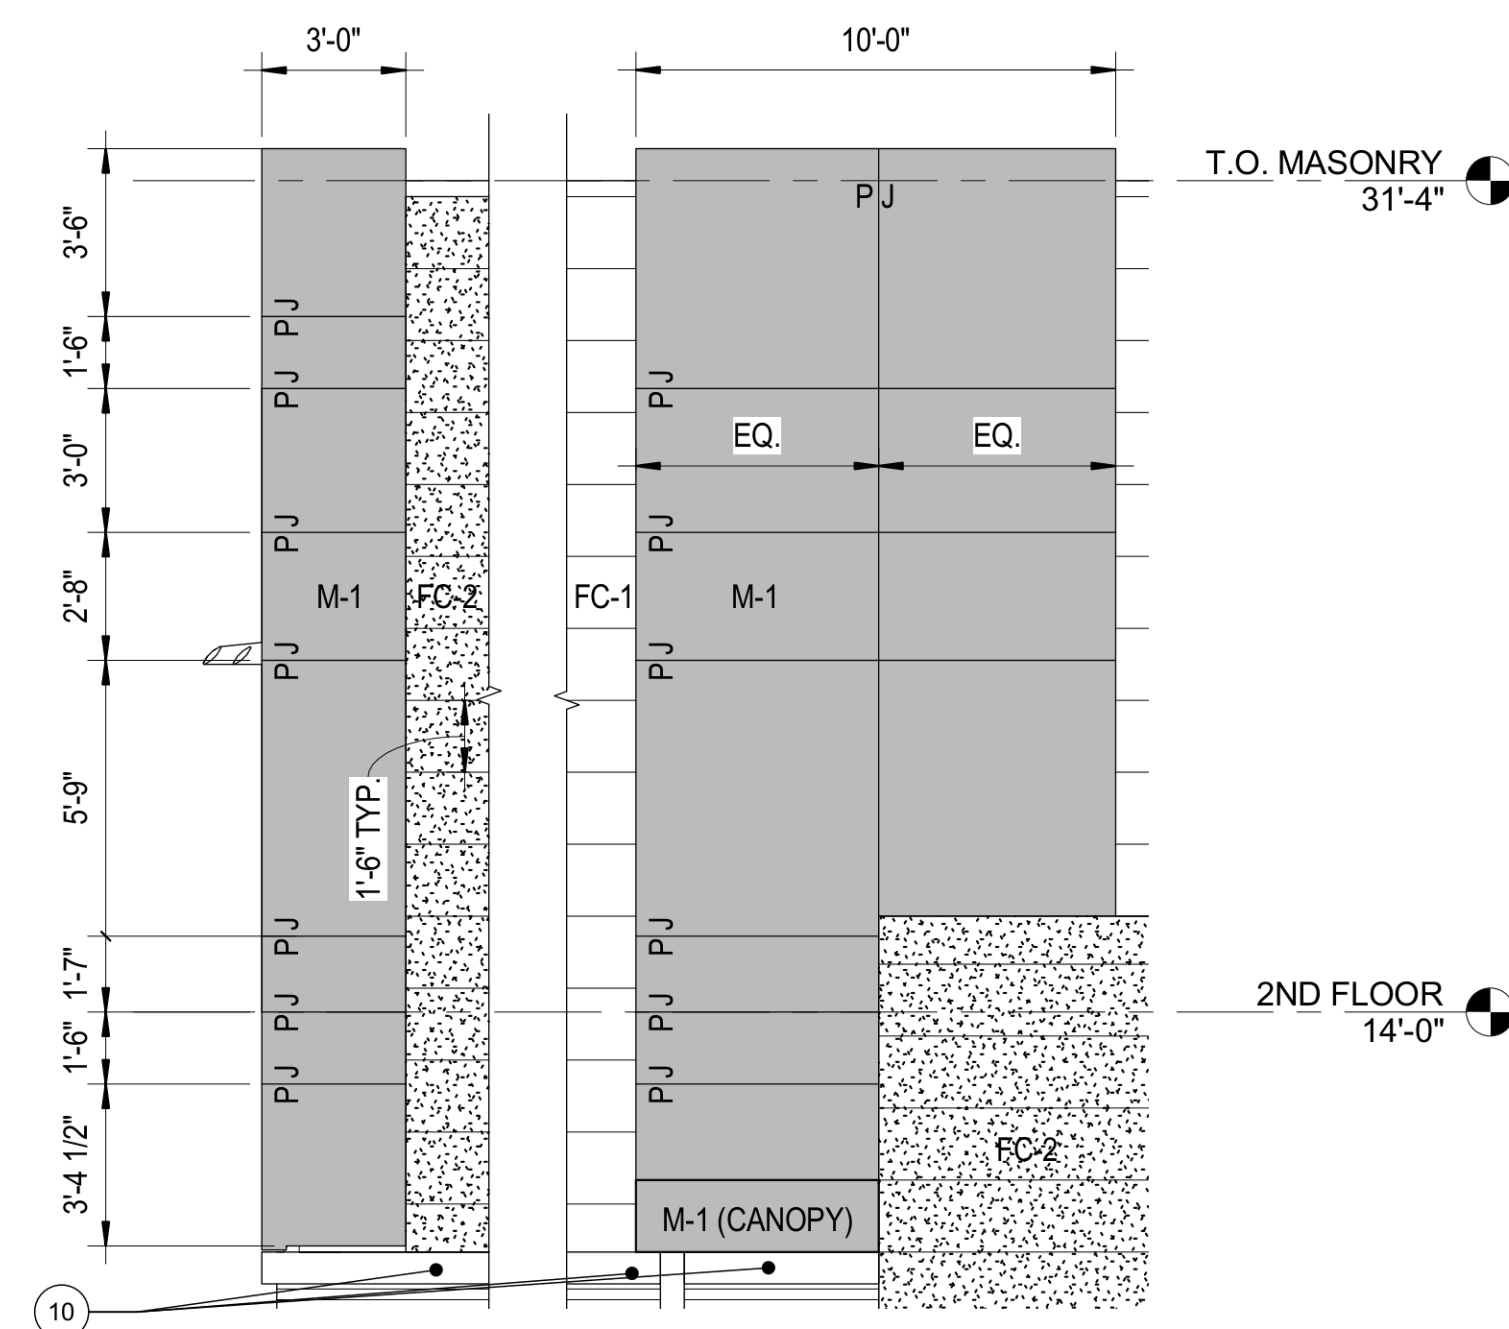 3'-0"
10'-0"
T.O. MASONRY
31'-4"
P J
3'-6"
P J
1'-6"
P J
P J
3'-0"
EQ.
EQ.
P J
P J
2'-8"
M-1
FC-2
FC-1
M-1
P J
P J
5'-9"
1'-6" TYP.
P J
P J
1'-7"
2ND FLOOR
14'-0"
P J
P J
1'-6"
P J
P J
3'-4 1/2"
FC-2
M-1 (CANOPY)
10